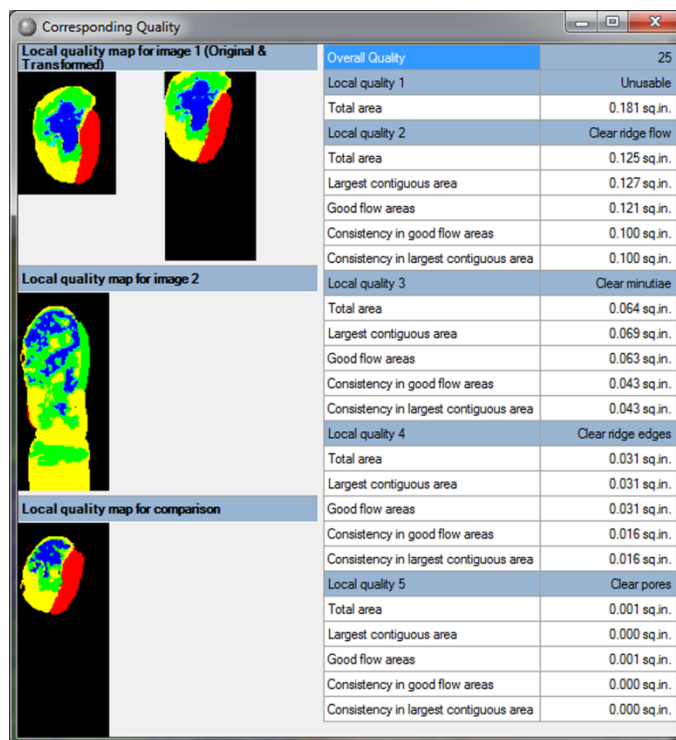 Corresponding Quality
Local quality map for image 1 (Original &
Transformed)
Local quality map for image 2
Local quality map for comparison
Overall Quality 25
Local quality 1 Unusable
Total area 0.181 sq.in.
Local quality 2 Clear ridge flow
Total area 0.125 sq.in.
Largest contiguous area 0.127 sq.in.
Good flow areas 0.121 sq.in.
Consistency in good flow areas 0.100 sq.in.
Consistency in largest contiguous area 0.100 sq.in.
Local quality 3 Clear minutiae
Total area 0.064 sq.in.
Largest contiguous area 0.069 sq.in.
Good flow areas 0.063 sq.in.
Consistency in good flow areas 0.043 sq.in.
Consistency in largest contiguous area 0.043 sq.in.
Local quality 4 Clear ridge edges
Total area 0.031 sq.in.
Largest contiguous area 0.031 sq.in.
Good flow areas 0.031 sq.in.
Consistency in good flow areas 0.016 sq.in.
Consistency in largest contiguous area 0.016 sq.in.
Local quality 5 Clear pores
Total area 0.001 sq.in.
Largest contiguous area 0.000 sq.in.
Good flow areas 0.001 sq.in.
Consistency in good flow areas 0.000 sq.in.
Consistency in largest contiguous area 0.000 sq.in.